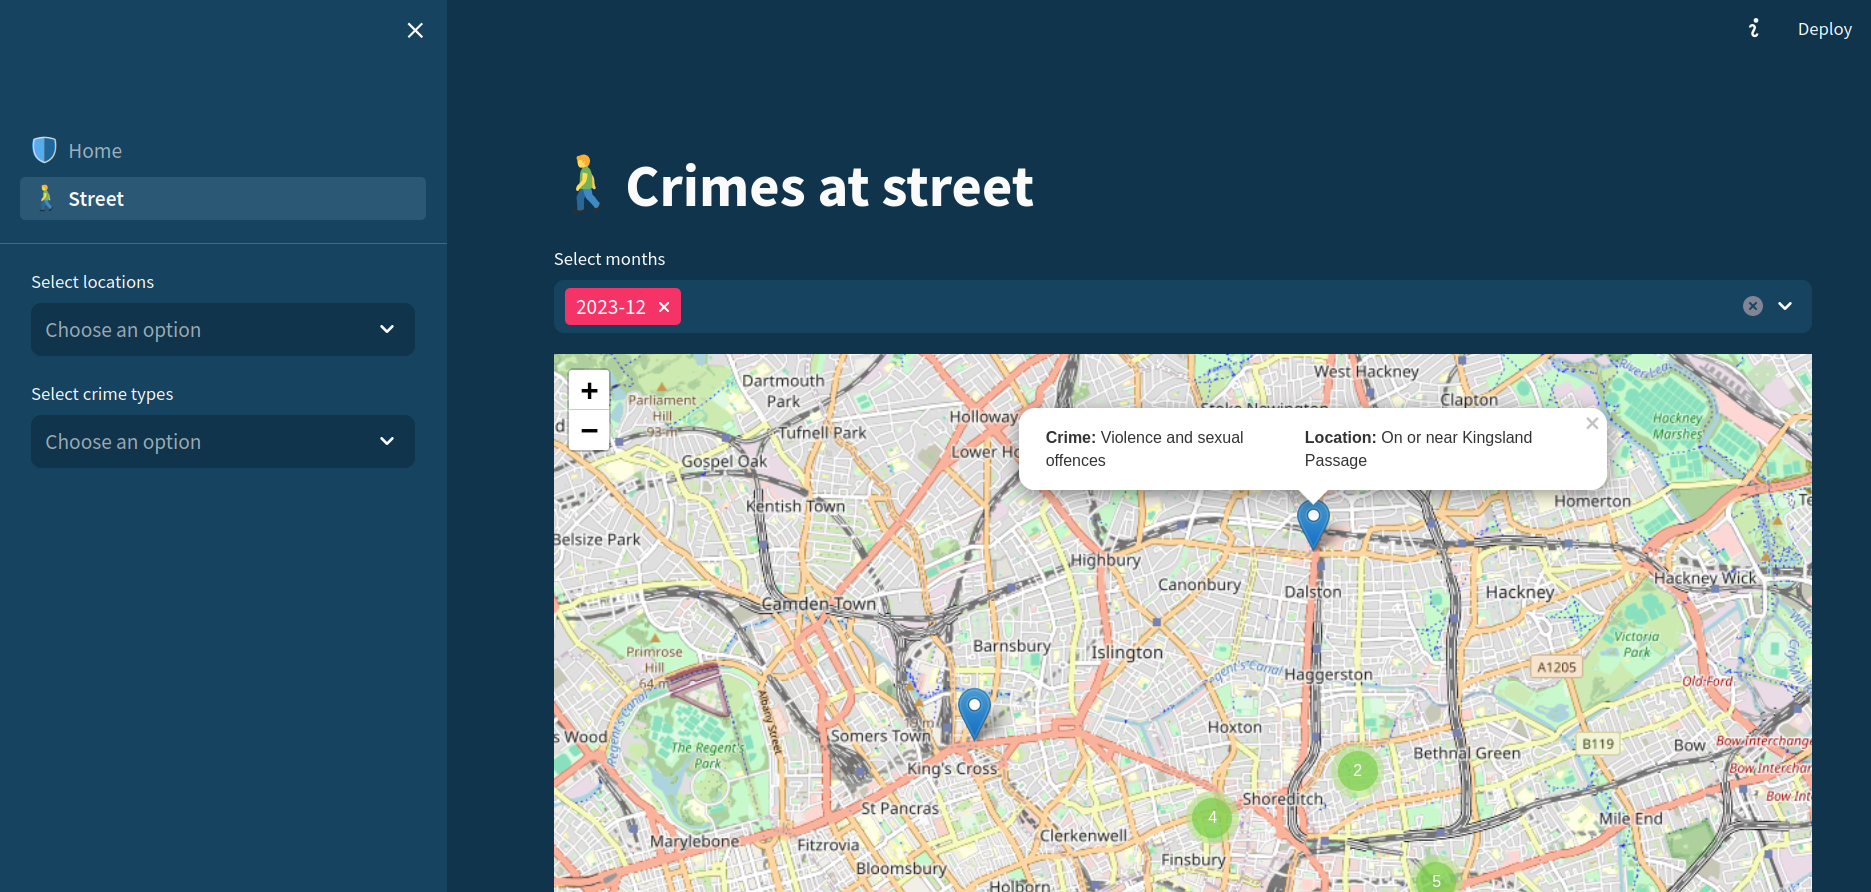 Deploy
Home
Street
Select locations
Choose an option
Select crime types
Choose an option
Crimes at street
Select months
2023-12
+
−
Dartmouth
Park
West Hackney
Clapton
Parliament
Hill
93 m
Tufnell Park
Holloway
Stoke Newington
Hackney
Marshes
Gospel Oak
Crime: Violence and sexual
offences
Location: On or near Kingsland
Passage
Kentish Town
Homerton
Belsize Park
Highbury
Canonbury
Dalston
Hackney
Hackney Wick
Camden Town
Barnsbury
Islington
Victoria
Park
Primrose
Hill
64 m
A1205
Haggerston
Old Ford
Albany Street
Regent's Canal
Somers Town
s Wood
The Regent's
Park
Hoxton
Bethnal Green
B119
Bow
Bow Interchange
King's Cross
2
St Pancras
Shoreditch
4
Mile End
Marylebone
Fitzrovia
Clerkenwell
Finsbury
Bloomsbury
Holborn
5